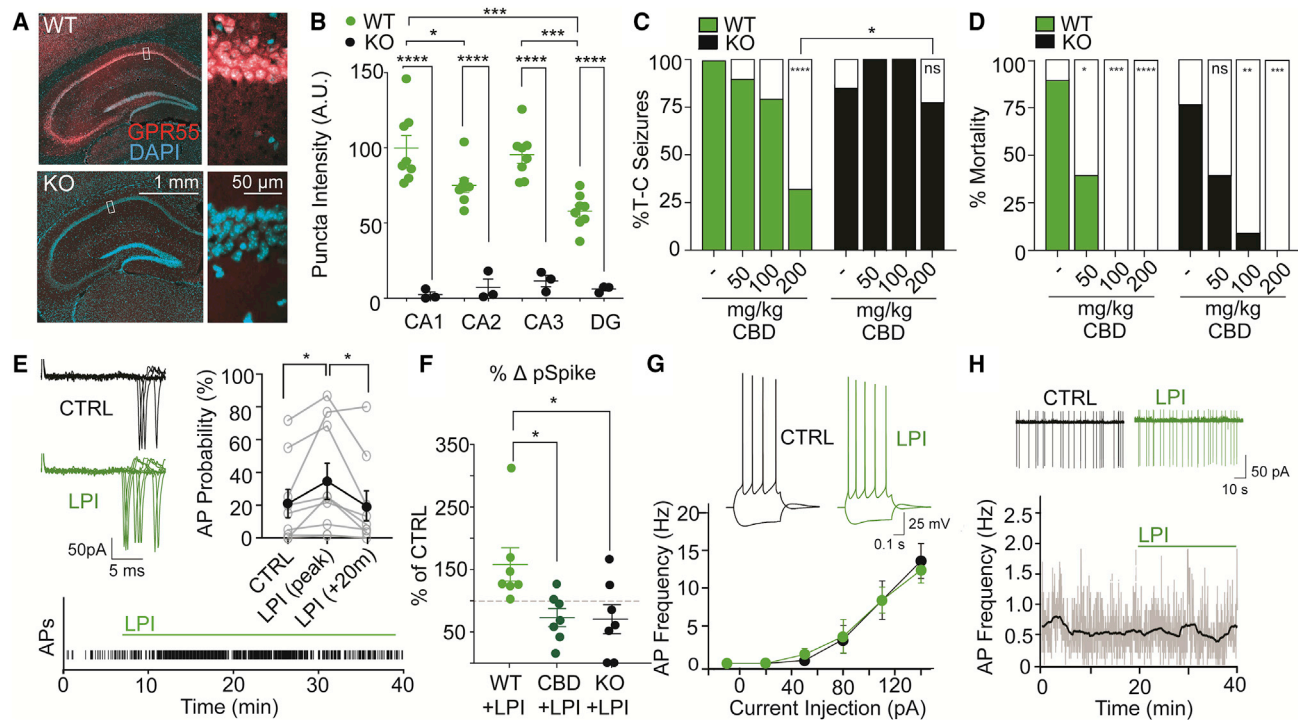 A
WT
GPR55
DAPI
KO
1 mm
50 µm
B
WT
KO
***
*
***
****
****
****
****
Puncta Intensity (A.U.)
150
100
50
0
CA1
CA2
CA3
DG
C
WT
KO
*
****
ns
%T-C Seizures
100
75
50
25
0
-
50
100
200
-
50
100
200
mg/kg
CBD
mg/kg
CBD
D
WT
KO
*
***
****
ns
**
***
% Mortality
100
75
50
25
0
-
50
100
200
-
50
100
200
mg/kg
CBD
mg/kg
CBD
E
CTRL
LPI
50pA
5 ms
*
*
AP Probability (%)
100
80
60
40
20
0
CTRL
LPI (peak)
LPI (+20m)
LPI
APs
0
10
20
30
40
Time (min)
F
% Δ pSpike
*
*
% of CTRL
350
250
150
50
WT
+LPI
CBD
+LPI
KO
+LPI
G
CTRL
LPI
25 mV
0.1 s
AP Frequency (Hz)
20
15
10
5
0
0
40
80
120
Current Injection (pA)
H
CTRL
LPI
50 pA
10 s
LPI
AP Frequency (Hz)
2.5
2.0
1.5
1.0
0.5
0
0
10
20
30
40
Time (min)